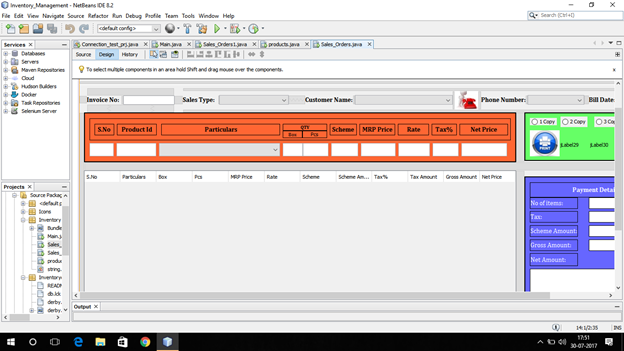 Inventory_Management - NetBeans IDE 8.2
File Edit View Navigate Source Refactor Run Debug Profile Team Tools Window Help
Search (Ctrl+I)
<default config>
Services
Connection_test_prj.java Main.java Sales_Orders1.java products.java Sales_Orders.java
Source Design History
Databases
Servers
Maven Repositories
Cloud
Hudson Builders
Docker
Task Repositories
Selenium Server
To select multiple components in an area hold Shift and drag mouse over the components.
Invoice No: Sales Type: Customer Name: Phone Number: Bill Date:
S.No Product Id Particulars QTY Scheme MRP Price Rate Tax% Net Price
Box Pcs
1 Copy 2 Copy 3 Co
PRINT jLabel29 jLabel30
S.No Particulars Box Pcs MRP Price Rate Scheme Scheme Am... Tax% Tax Amount Gross Amount Net Price
Payment Detai
No of Items:
Tax:
Scheme Amount:
Gross Amount:
Net Amount:
Projects
Source Packag
<default p
Icons
Inventory
Bundle
Main.j
Sales_
Sales_
produ
string.
Inventory
READM
db.lck
derby.
derby.
Output
14:1/2:35 INS
17:51
30-07-2017